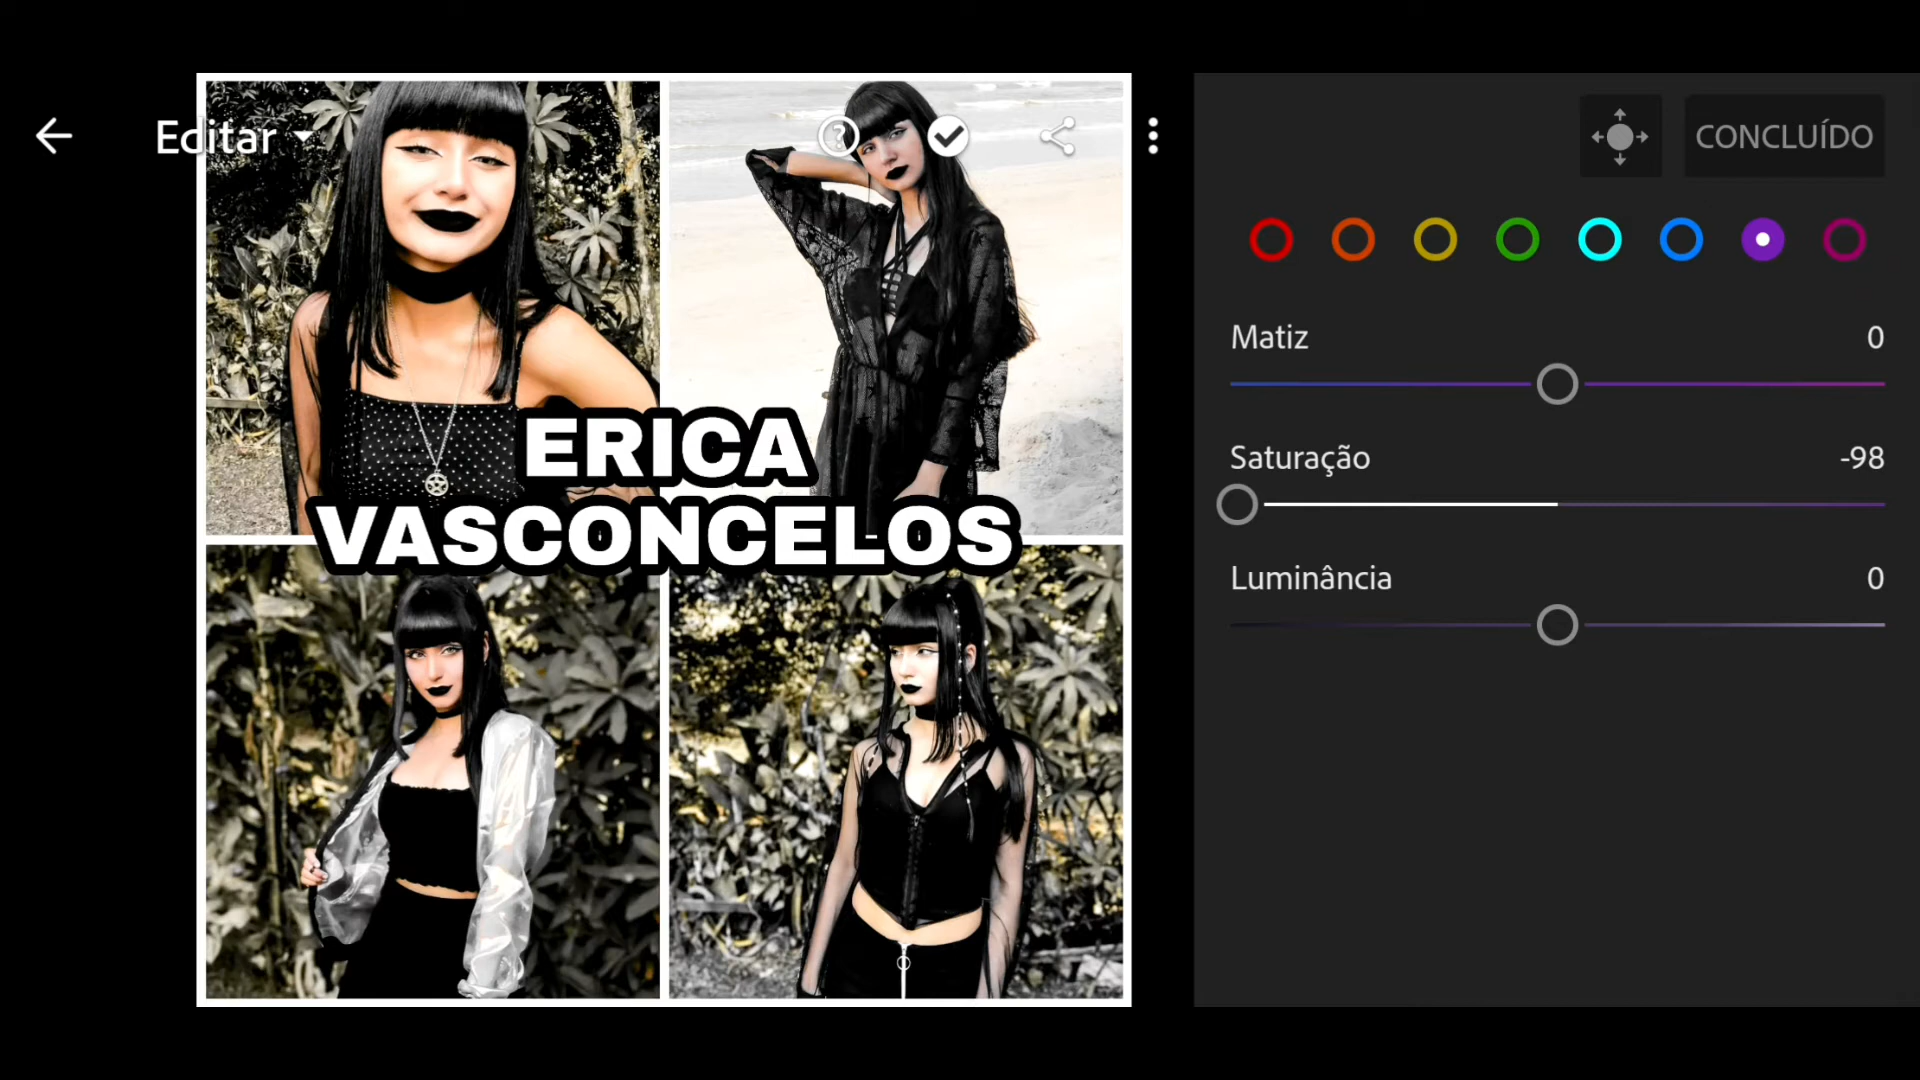 Editar
CONCLUÍDO
Matiz 0
Saturação -98
Luminância 0
ERICA
VASCONCELOS